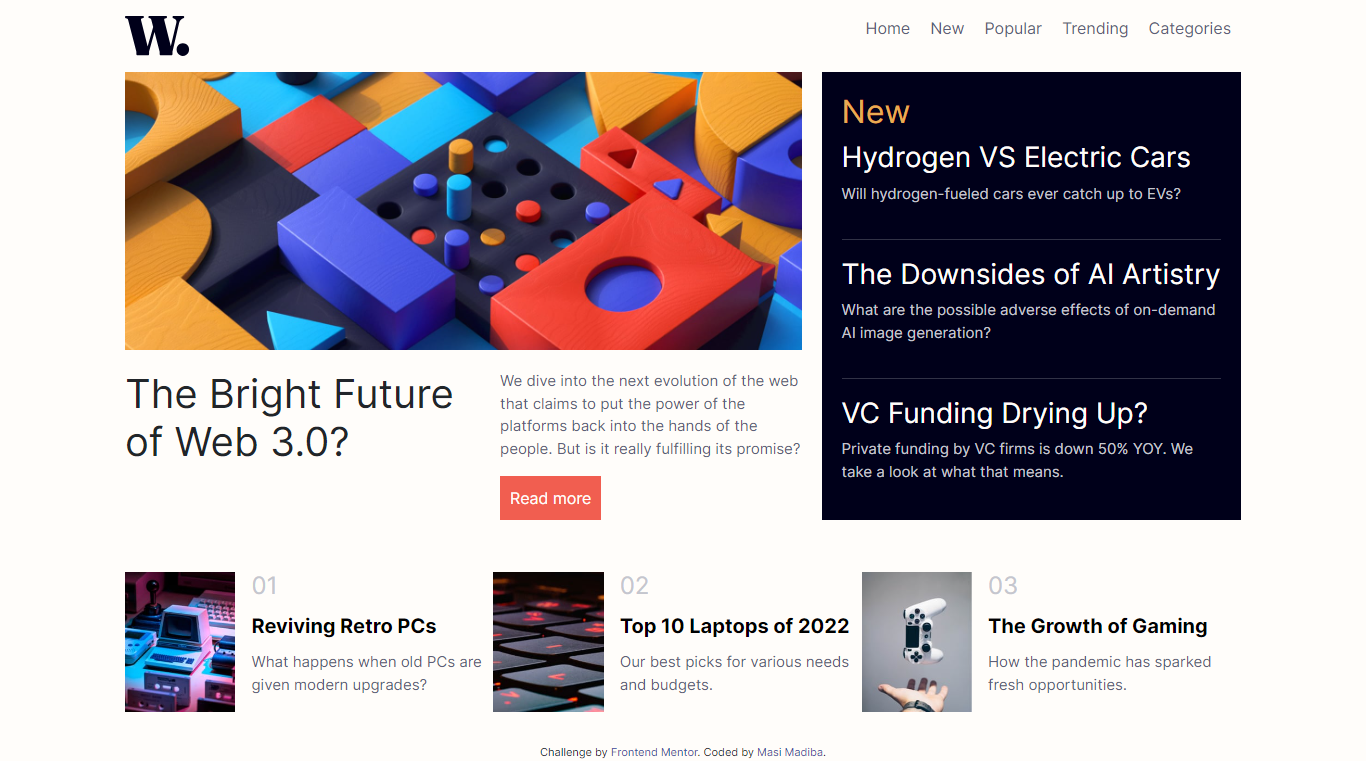 W.
Home New Popular Trending Categories
New
Hydrogen VS Electric Cars
Will hydrogen-fueled cars ever catch up to EVs?
The Downsides of AI Artistry
What are the possible adverse effects of on-demand
AI image generation?
VC Funding Drying Up?
Private funding by VC firms is down 50% YOY. We
take a look at what that means.
The Bright Future
of Web 3.0?
We dive into the next evolution of the web
that claims to put the power of the
platforms back into the hands of the
people. But is it really fulfilling its promise?
Read more
01
Reviving Retro PCs
What happens when old PCs are
given modern upgrades?
02
Top 10 Laptops of 2022
Our best picks for various needs
and budgets.
03
The Growth of Gaming
How the pandemic has sparked
fresh opportunities.
Challenge by Frontend Mentor. Coded by Masi Madiba.